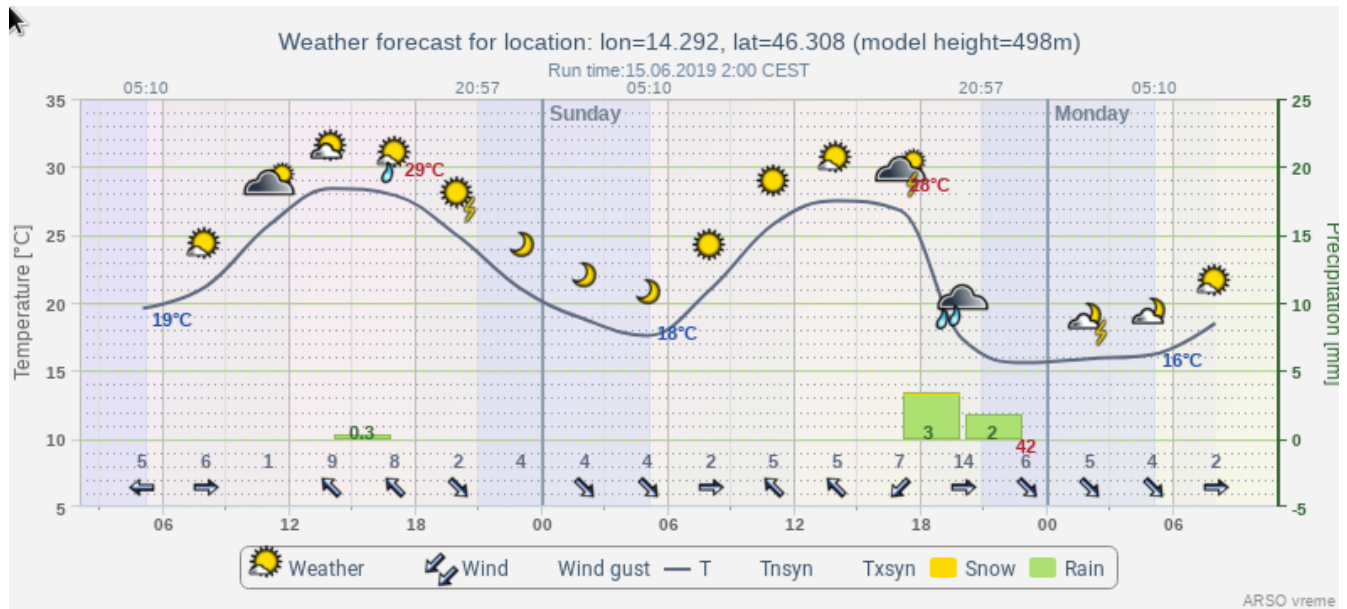 Weather forecast for location: lon=14.292, lat=46.308 (model height=498m)
Run time:15.06.2019 2:00 CEST
05:10 20:57 05:10 20:57 05:10
Sunday Monday
Temperature [°C]
35
30
25
20
15
10
5
29°C
28°C
19°C
18°C
16°C
0.3
3
2
42
25
20
15
10
5
0
-5
Precipitation [mm]
5 6 1 9 8 2 4 4 4 2 5 5 7 14 6 5 4 2
06 12 18 00 06 12 18 00 06
Weather Wind Wind gust T Tnsyn Txsyn Snow Rain
ARSO vreme